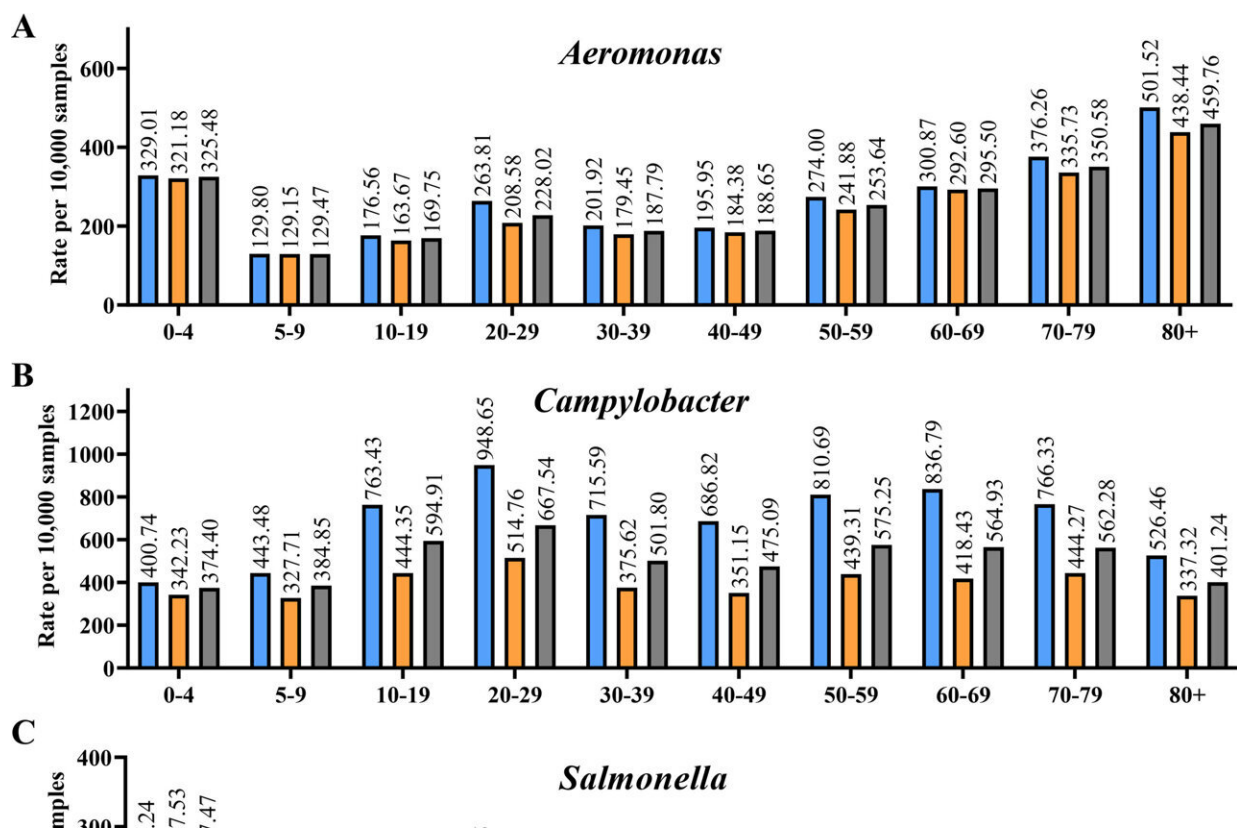 A
Aeromonas
Rate per 10,000 samples
600
400
200
0
329.01 321.18 325.48 129.80 129.15 129.47 176.56 163.67 169.75 263.81 208.58 228.02 201.92 179.45 187.79 195.95 184.38 188.65 274.00 241.88 253.64 300.87 292.60 295.50 376.26 335.73 350.58 501.52 438.44 459.76
0-4 5-9 10-19 20-29 30-39 40-49 50-59 60-69 70-79 80+
B
Campylobacter
Rate per 10,000 samples
1200
1000
800
600
400
200
0
400.74 342.23 374.40 443.48 327.71 384.85 763.43 444.35 594.91 948.65 514.76 667.54 715.59 375.62 501.80 686.82 351.15 475.09 810.69 439.31 575.25 836.79 418.43 564.93 766.33 444.27 562.28 526.46 337.32 401.24
0-4 5-9 10-19 20-29 30-39 40-49 50-59 60-69 70-79 80+
C
Salmonella
400
300